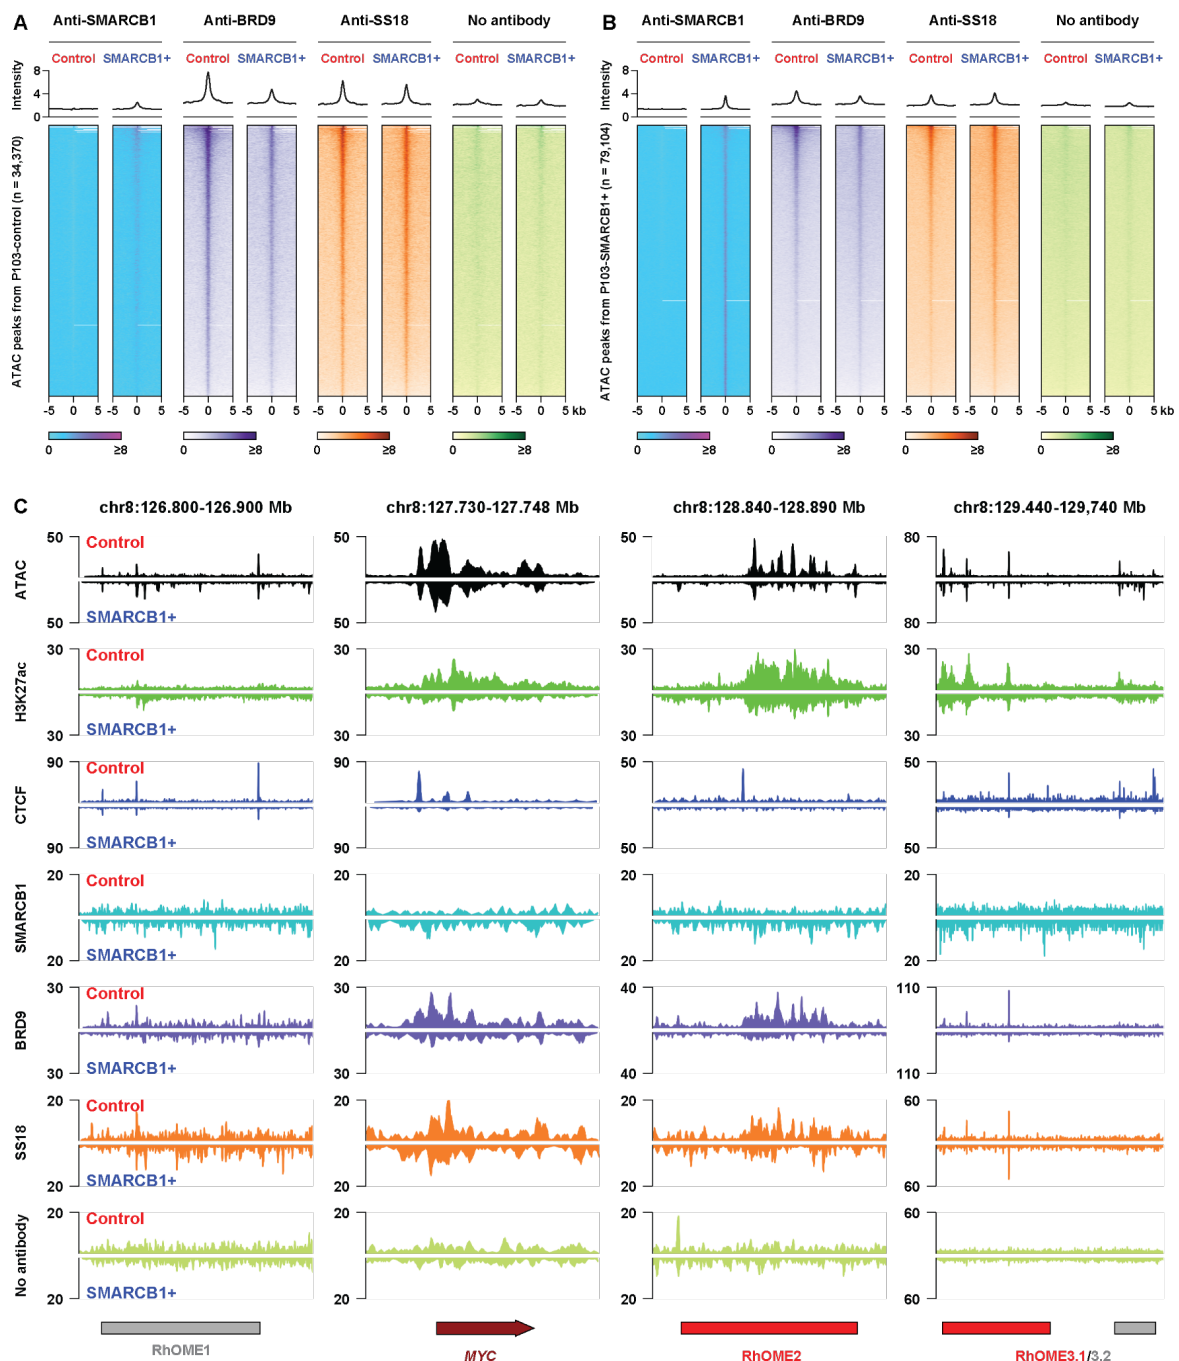 A
Anti-SMARCB1 Anti-BRD9 Anti-SS18 No antibody
Control SMARCB1+ Control SMARCB1+ Control SMARCB1+ Control SMARCB1+
Intensity
8
4
0
ATAC peaks from P103-control (n = 34,370)
-5 0 5 -5 0 5 -5 0 5 -5 0 5 -5 0 5 -5 0 5 -5 0 5 -5 0 5 kb
0 ≥8 0 ≥8 0 ≥8 0 ≥8
B
Anti-SMARCB1 Anti-BRD9 Anti-SS18 No antibody
Control SMARCB1+ Control SMARCB1+ Control SMARCB1+ Control SMARCB1+
Intensity
8
4
0
ATAC peaks from P103-SMARCB1+ (n = 79,104)
-5 0 5 -5 0 5 -5 0 5 -5 0 5 -5 0 5 -5 0 5 -5 0 5 -5 0 5 kb
0 ≥8 0 ≥8 0 ≥8 0 ≥8
C
chr8:126.800-126.900 Mb chr8:127.730-127.748 Mb chr8:128.840-128.890 Mb chr8:129.440-129,740 Mb
ATAC
50 Control 50 50 80
50 SMARCB1+ 50 50 80
H3K27ac
30 Control 30 30 30
30 SMARCB1+ 30 30 30
CTCF
90 Control 90 50 50
90 SMARCB1+ 90 50 50
SMARCB1
20 Control 20 20 20
20 SMARCB1+ 20 20 20
BRD9
30 Control 30 40 110
30 SMARCB1+ 30 40 110
SS18
20 Control 20 20 60
20 SMARCB1+ 20 20 60
No antibody
20 Control 20 20 60
20 SMARCB1+ 20 20 60
RhOME1 MYC RhOME2 RhOME3.1/3.2